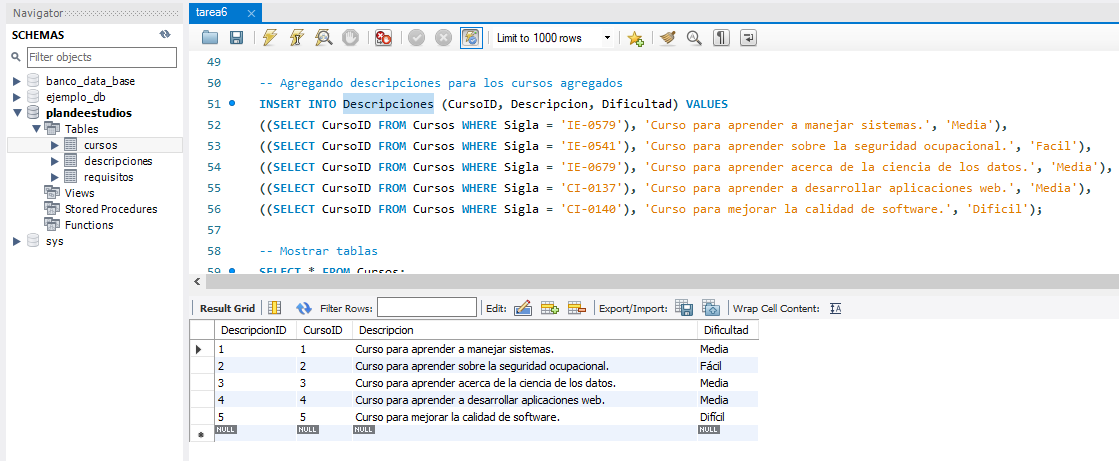 Navigator
SCHEMAS
Filter objects
banco_data_base
ejemplo_db
plandeestudios
Tables
cursos
descripciones
requisitos
Views
Stored Procedures
Functions
sys
tarea6
Limit to 1000 rows
49
50 -- Agregando descripciones para los cursos agregados
51 INSERT INTO Descripciones (CursoID, Descripcion, Dificultad) VALUES
52 ((SELECT CursoID FROM Cursos WHERE Sigla = 'IE-0579'), 'Curso para aprender a manejar sistemas.', 'Media'),
53 ((SELECT CursoID FROM Cursos WHERE Sigla = 'IE-0541'), 'Curso para aprender sobre la seguridad ocupacional.', 'Facil'),
54 ((SELECT CursoID FROM Cursos WHERE Sigla = 'IE-0679'), 'Curso para aprender acerca de la ciencia de los datos.', 'Media'),
55 ((SELECT CursoID FROM Cursos WHERE Sigla = 'CI-0137'), 'Curso para aprender a desarrollar aplicaciones web.', 'Media'),
56 ((SELECT CursoID FROM Cursos WHERE Sigla = 'CI-0140'), 'Curso para mejorar la calidad de software.', 'Dificil');
57
58 -- Mostrar tablas
59 SELECT * FROM Cursos;
Result Grid Filter Rows: Edit: Export/Import: Wrap Cell Content:
DescripcionID CursoID Descripcion Dificultad
1 1 Curso para aprender a manejar sistemas. Media
2 2 Curso para aprender sobre la seguridad ocupacional. Fácil
3 3 Curso para aprender acerca de la ciencia de los datos. Media
4 4 Curso para aprender a desarrollar aplicaciones web. Media
5 5 Curso para mejorar la calidad de software. Difícil
NULL NULL NULL NULL